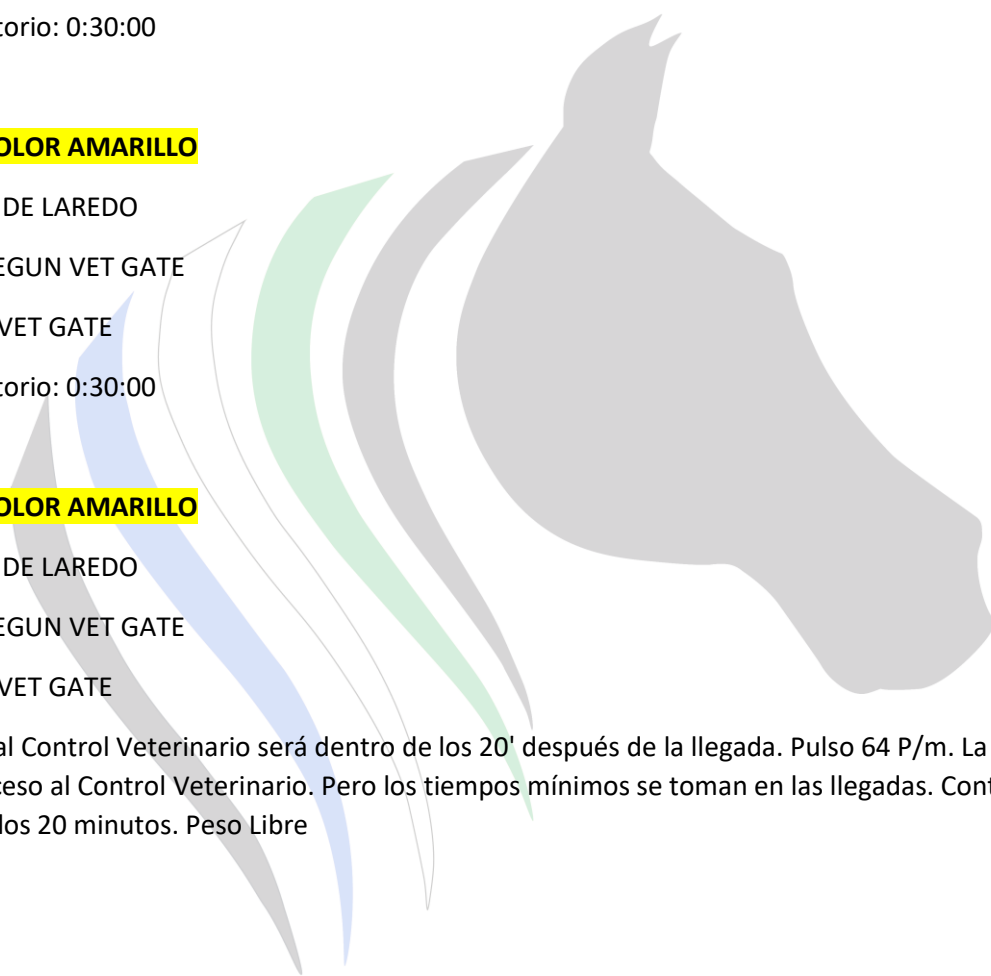 torio: 0:30:00
OLOR AMARILLO
DE LAREDO
EGUN VET GATE
VET GATE
torio: 0:30:00
OLOR AMARILLO
DE LAREDO
EGUN VET GATE
VET GATE
al Control Veterinario será dentro de los 20' después de la llegada. Pulso 64 P/m. La
ceso al Control Veterinario. Pero los tiempos mínimos se toman en las llegadas. Cont
los 20 minutos. Peso Libre